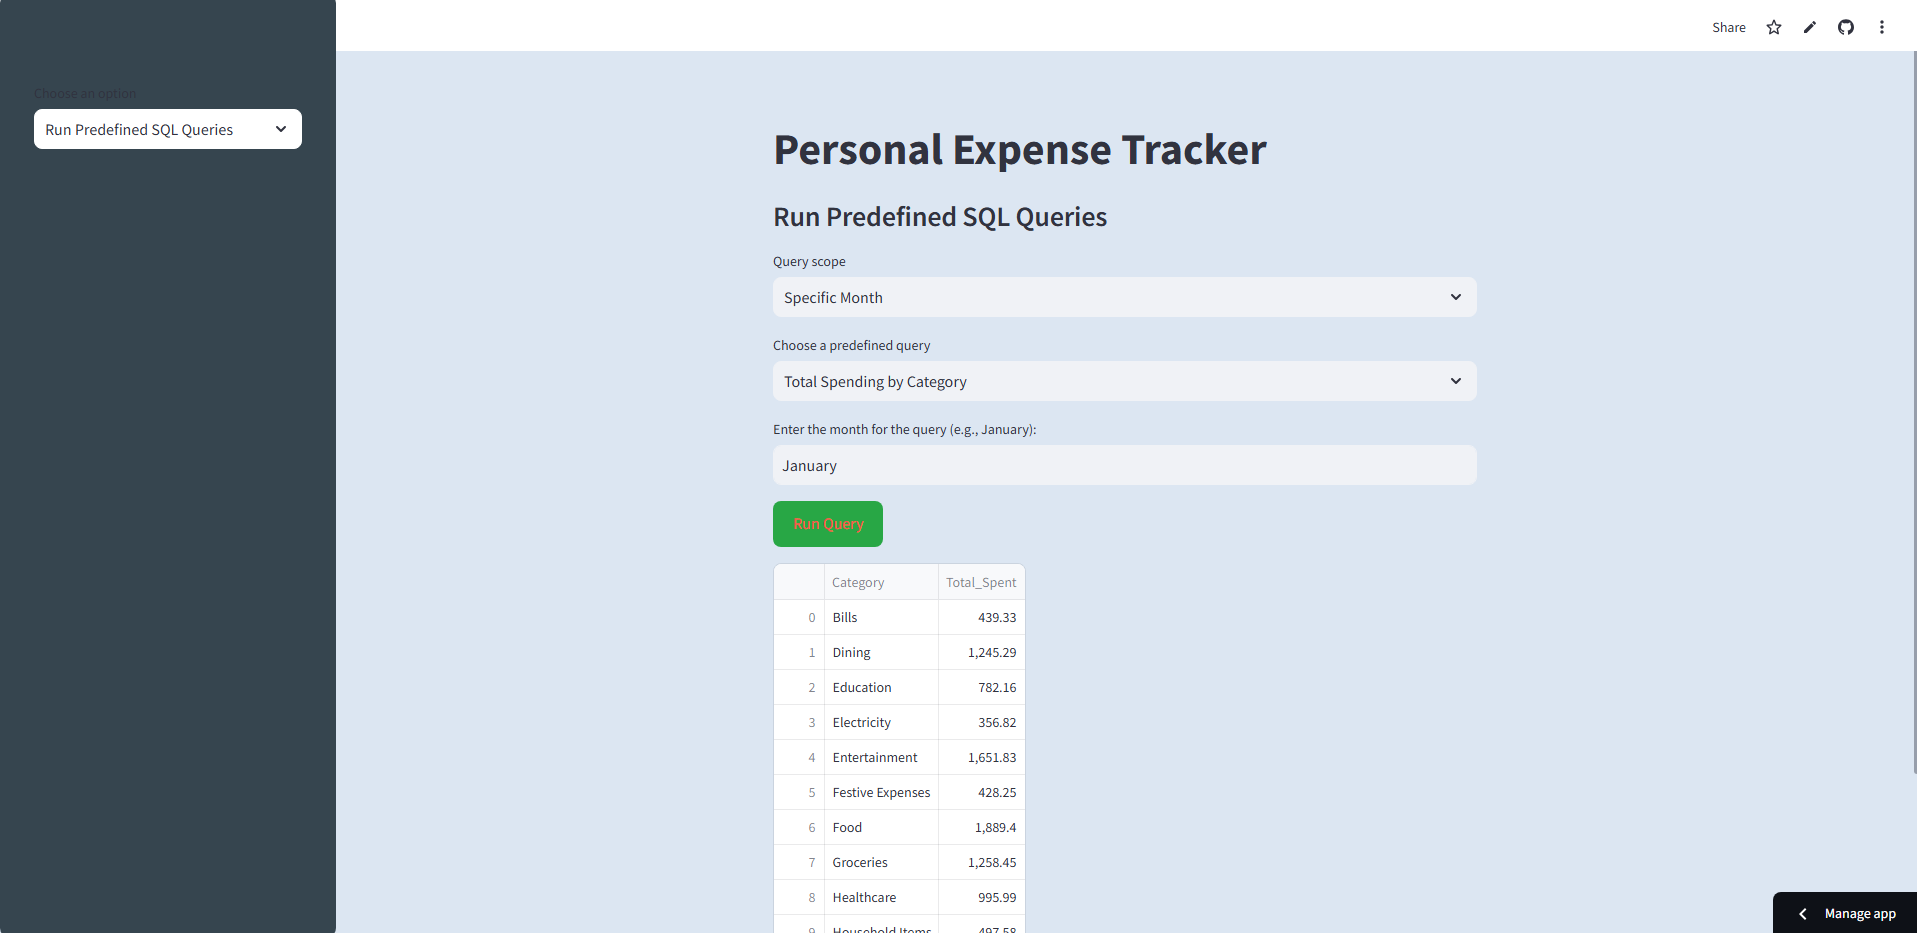 Share
Choose an option
Run Predefined SQL Queries
Personal Expense Tracker
Run Predefined SQL Queries
Query scope
Specific Month
Choose a predefined query
Total Spending by Category
Enter the month for the query (e.g., January):
January
Run Query
Category Total_Spent
0 Bills 439.33
1 Dining 1,245.29
2 Education 782.16
3 Electricity 356.82
4 Entertainment 1,651.83
5 Festive Expenses 428.25
6 Food 1,889.4
7 Groceries 1,258.45
8 Healthcare 995.99
9 Household Items 497.58
Manage app